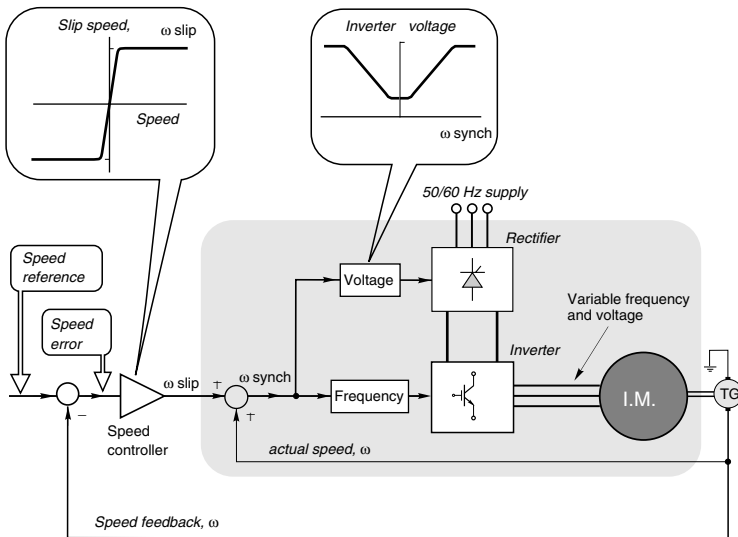 Slip speed,
ω slip
Speed
Inverter voltage
ω synch
50/60 Hz supply
Rectifier
Speed
reference
Voltage
Variable frequency
and voltage
Speed
error
Inverter
ω slip
+
ω synch
Frequency
I.M.
TG
−
+
Speed
controller
actual speed, ω
Speed feedback, ω